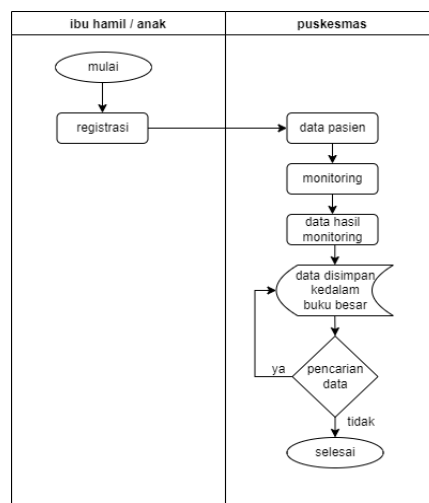 ibu hamil / anak
puskesmas
mulai
registrasi
data pasien
monitoring
data hasil
monitoring
data disimpan
kedalam
buku besar
ya
pencarian
data
tidak
selesai